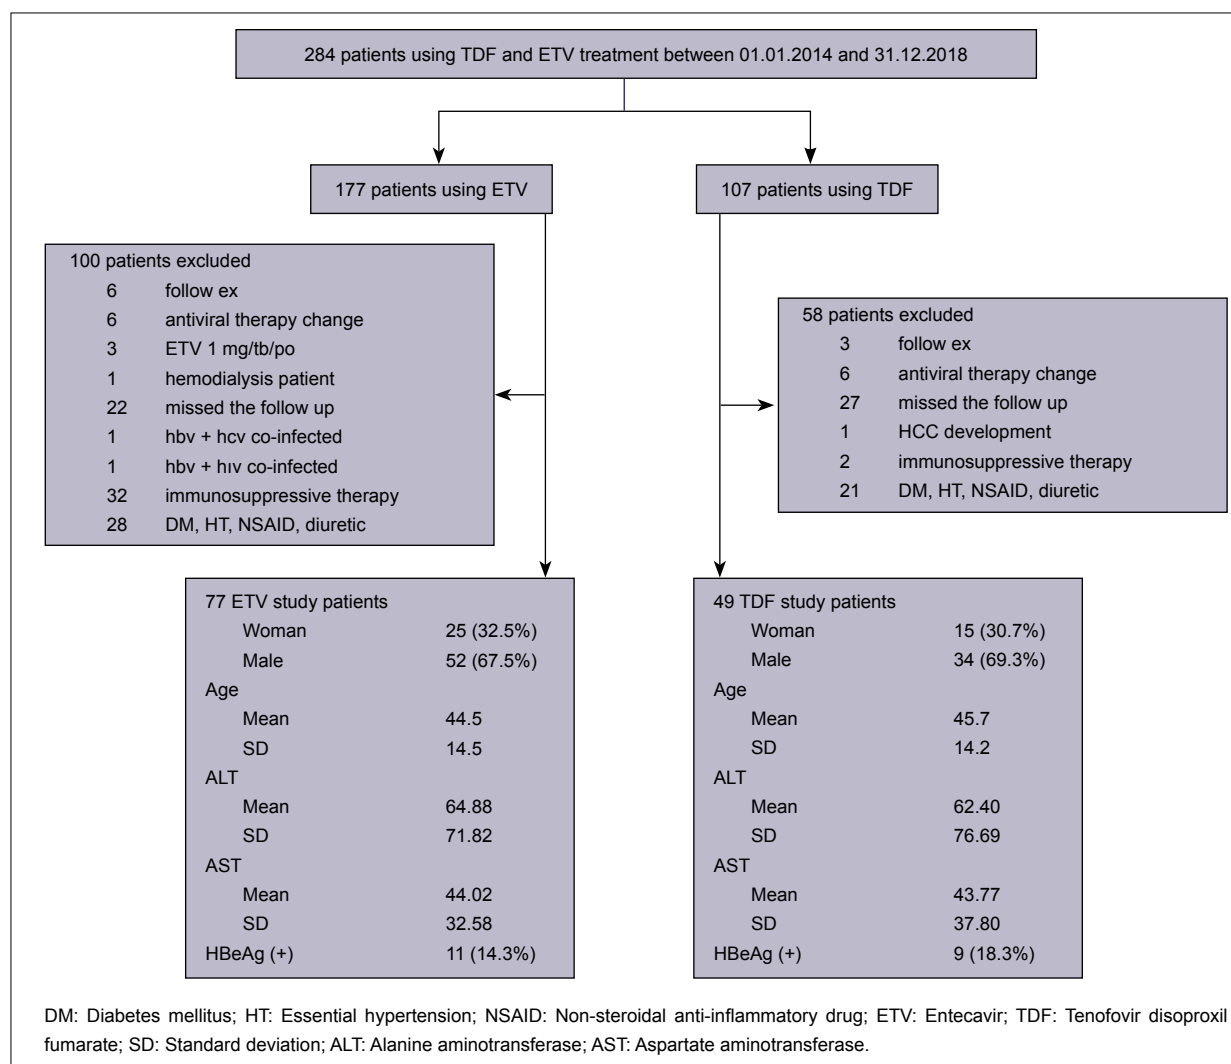 284 patients using TDF and ETV treatment between 01.01.2014 and 31.12.2018
177 patients using ETV
107 patients using TDF
100 patients excluded
6 follow ex
6 antiviral therapy change
3 ETV 1 mg/tb/po
1 hemodialysis patient
22 missed the follow up
1 hbv + hcv co-infected
1 hbv + hıv co-infected
32 immunosuppressive therapy
28 DM, HT, NSAID, diuretic
58 patients excluded
3 follow ex
6 antiviral therapy change
27 missed the follow up
1 HCC development
2 immunosuppressive therapy
21 DM, HT, NSAID, diuretic
77 ETV study patients
Woman 25 (32.5%)
Male 52 (67.5%)
Age
Mean 44.5
SD 14.5
ALT
Mean 64.88
SD 71.82
AST
Mean 44.02
SD 32.58
HBeAg (+) 11 (14.3%)
49 TDF study patients
Woman 15 (30.7%)
Male 34 (69.3%)
Age
Mean 45.7
SD 14.2
ALT
Mean 62.40
SD 76.69
AST
Mean 43.77
SD 37.80
HBeAg (+) 9 (18.3%)
DM: Diabetes mellitus; HT: Essential hypertension; NSAID: Non-steroidal anti-inflammatory drug; ETV: Entecavir; TDF: Tenofovir disoproxil
fumarate; SD: Standard deviation; ALT: Alanine aminotransferase; AST: Aspartate aminotransferase.